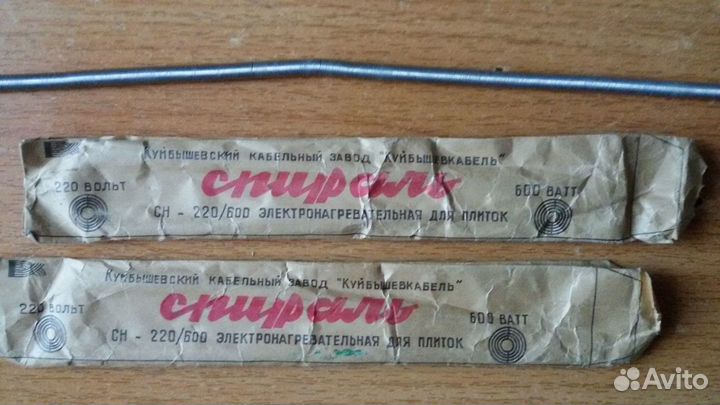 КУЙБЫШЕВСКИЙ КАБЕЛЬНЫЙ ЗАВОД "КУЙБЫШЕВКАБЕЛЬ"
220 ВОЛЬТ спираль 600 ВАТТ
СН - 220/600 ЭЛЕКТРОНАГРЕВАТЕЛЬНАЯ ДЛЯ ПЛИТОК
КУЙБЫШЕВСКИЙ КАБЕЛЬНЫЙ ЗАВОД "КУЙБЫШЕВКАБЕЛЬ"
220 ВОЛЬТ спираль 600 ВАТТ
СН - 220/600 ЭЛЕКТРОНАГРЕВАТЕЛЬНАЯ ДЛЯ ПЛИТОК
Avito